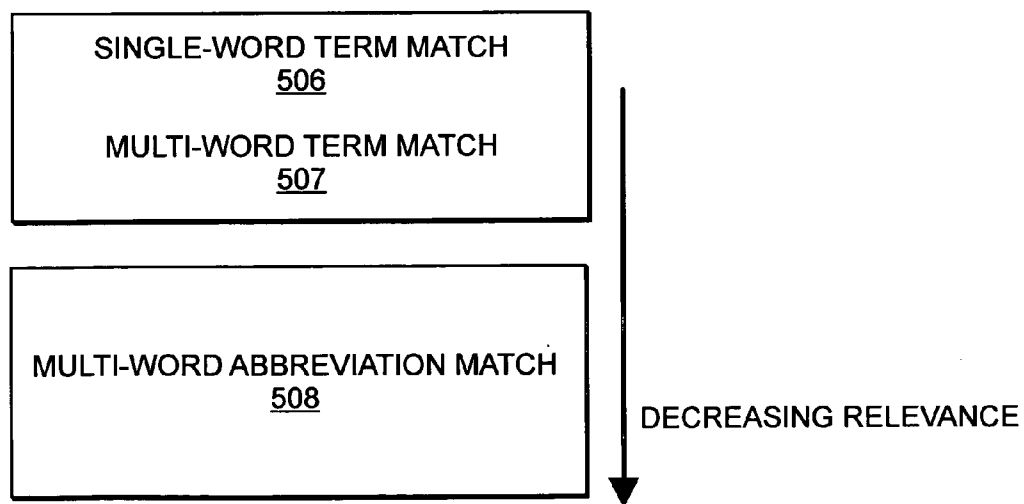 SINGLE-WORD TERM MATCH
506
MULTI-WORD TERM MATCH
507
MULTI-WORD ABBREVIATION MATCH
508
DECREASING RELEVANCE